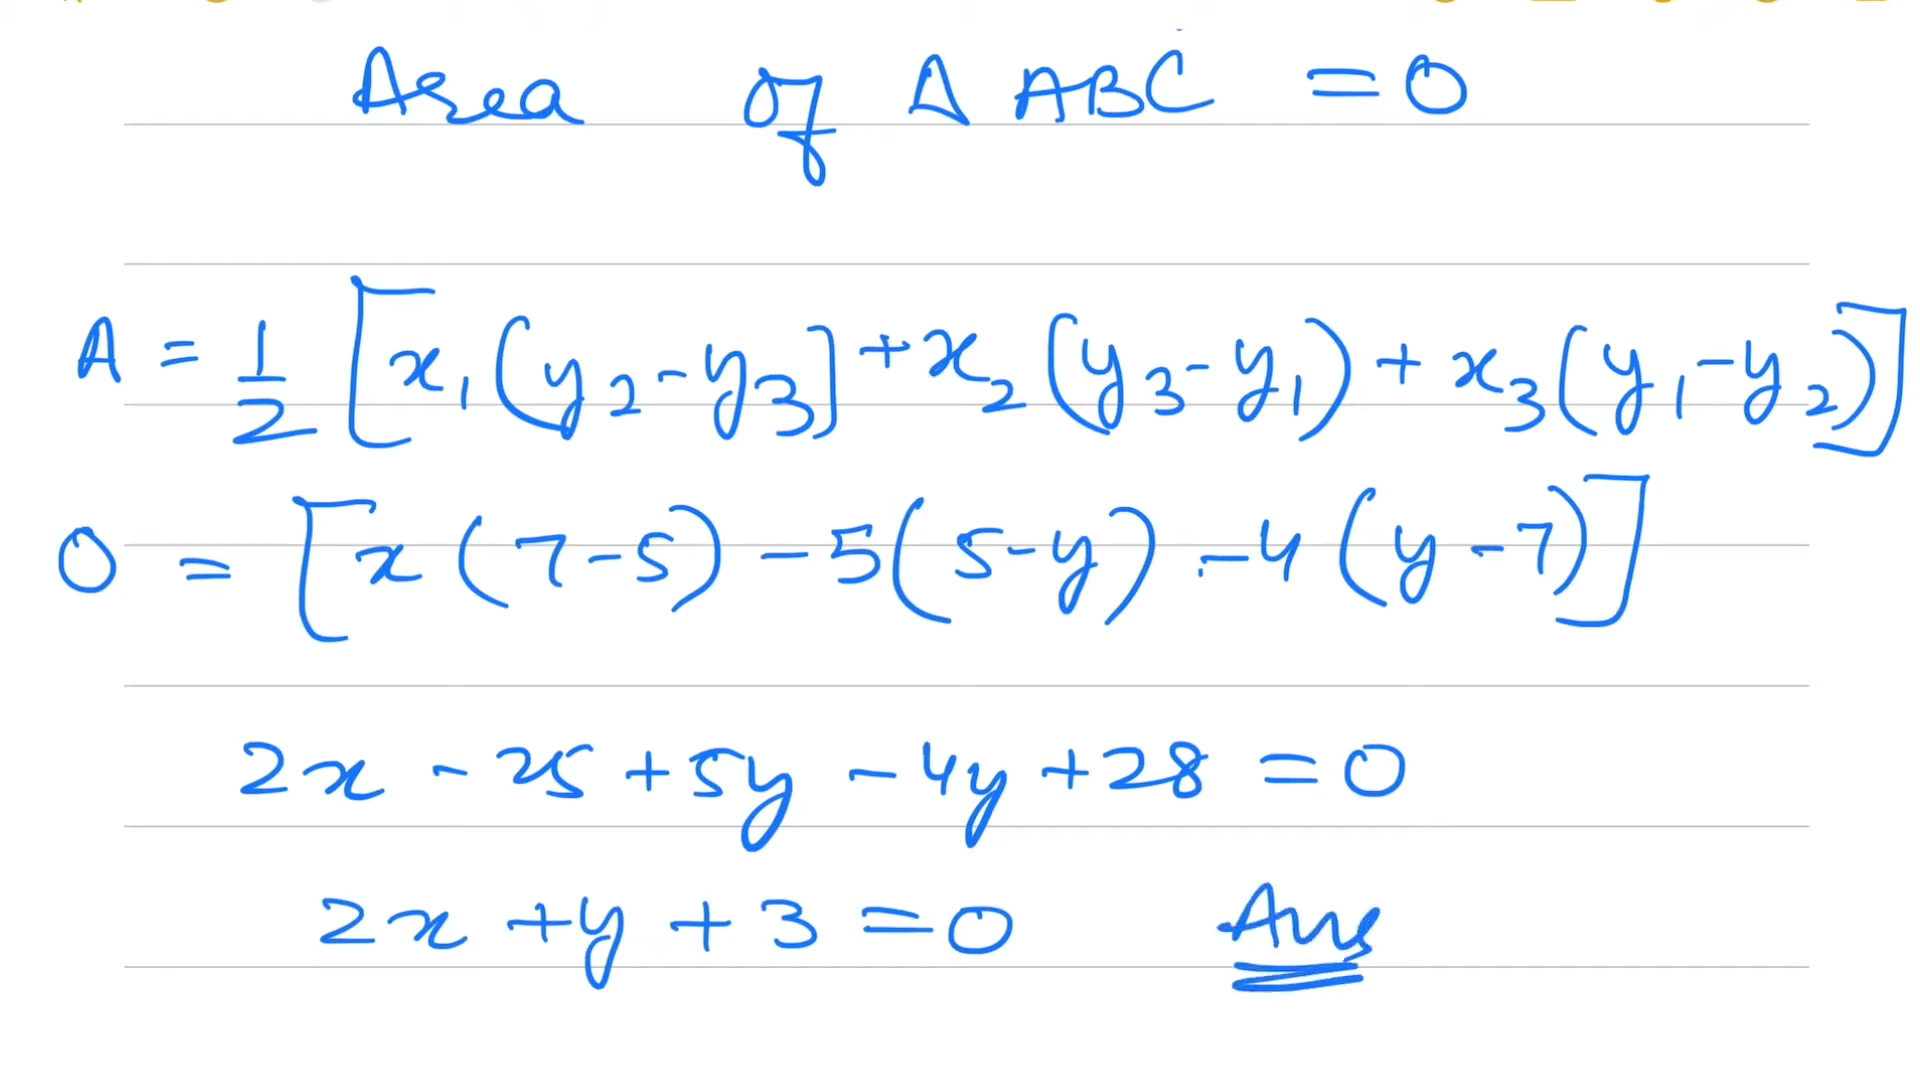 Area of Δ ABC = 0
A = 1/2 [x₁(y₂-y₃] + x₂(y₃-y₁) + x₃(y₁-y₂)]
0 = [x(7-5) -5(5-y) -4(y-7)]
2x - 25 + 5y - 4y + 28 = 0
2x + y + 3 = 0 Ans